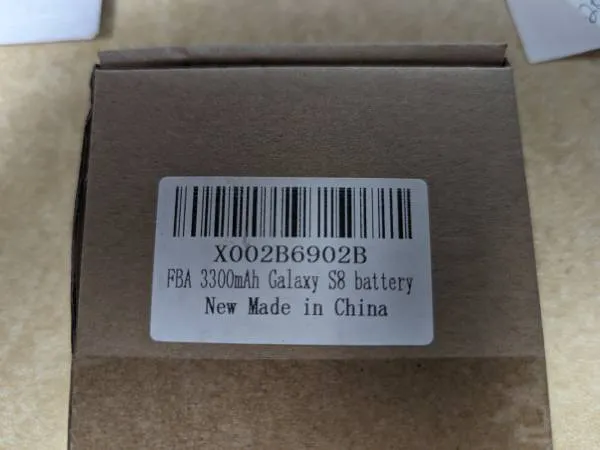 X002B6902B
FBA 3300mAh Galaxy S8 battery
New Made in China